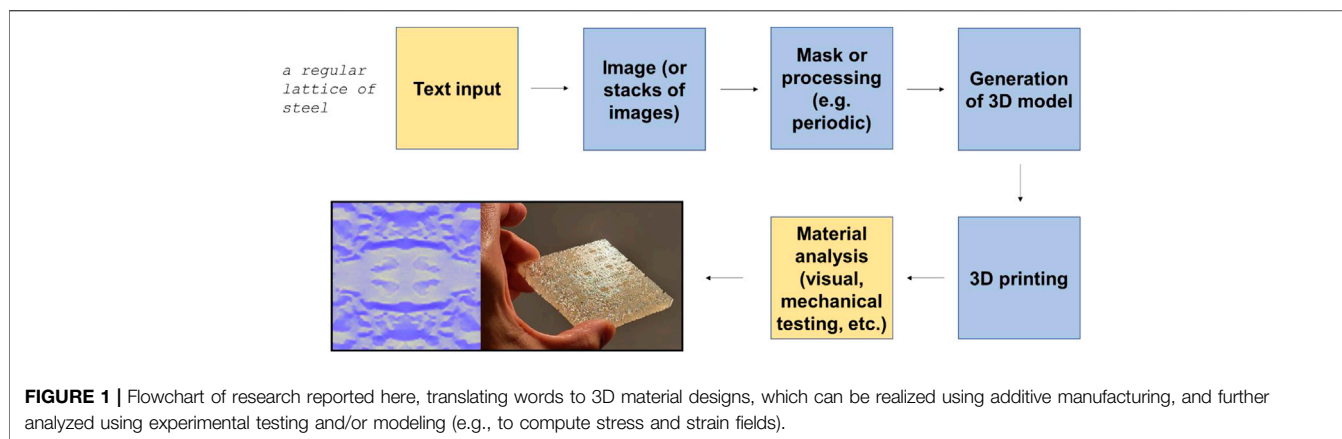 a regular
lattice of
steel
Text input
Image (or
stacks of
images)
Mask or
processing
(e.g.
periodic)
Generation
of 3D model
3D printing
Material
analysis
(visual,
mechanical
testing, etc.)
FIGURE 1 | Flowchart of research reported here, translating words to 3D material designs, which can be realized using additive manufacturing, and further
analyzed using experimental testing and/or modeling (e.g., to compute stress and strain fields).